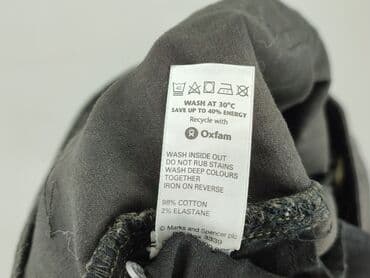 WASH AT 30°C
SAVE UP TO 40% ENERGY
Recycle with
Oxfam
WASH INSIDE OUT
DO NOT RUB STAINS
WASH DEEP COLOURS
TOGETHER
IRON ON REVERSE
98% COTTON
2% ELASTANE
© Marks and Spencer plc
3339